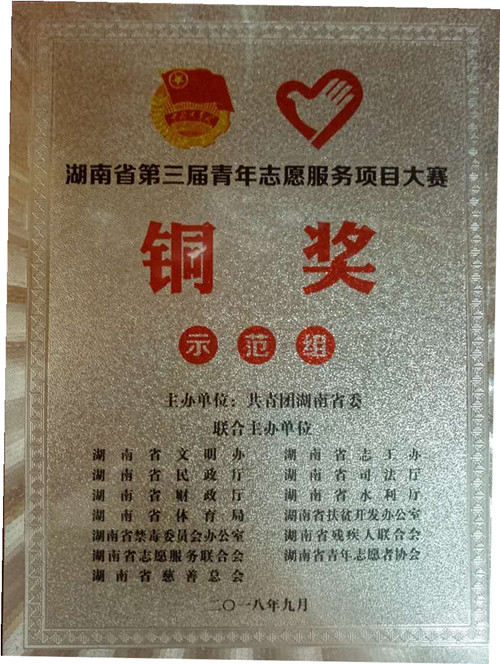 湖南省第三届青年志愿服务项目大赛
铜奖
示范组
主办单位：共青团湖南省委
联合主办单位
湖南省文明办 湖南省志工办
湖南省民政厅 湖南省司法厅
湖南省财政厅 湖南省水利厅
湖南省体育局 湖南省扶贫开发办公室
湖南省禁毒委员会办公室 湖南省残疾人联合会
湖南省志愿服务联合会 湖南省青年志愿者协会
湖南省慈善总会
二〇一八年九月